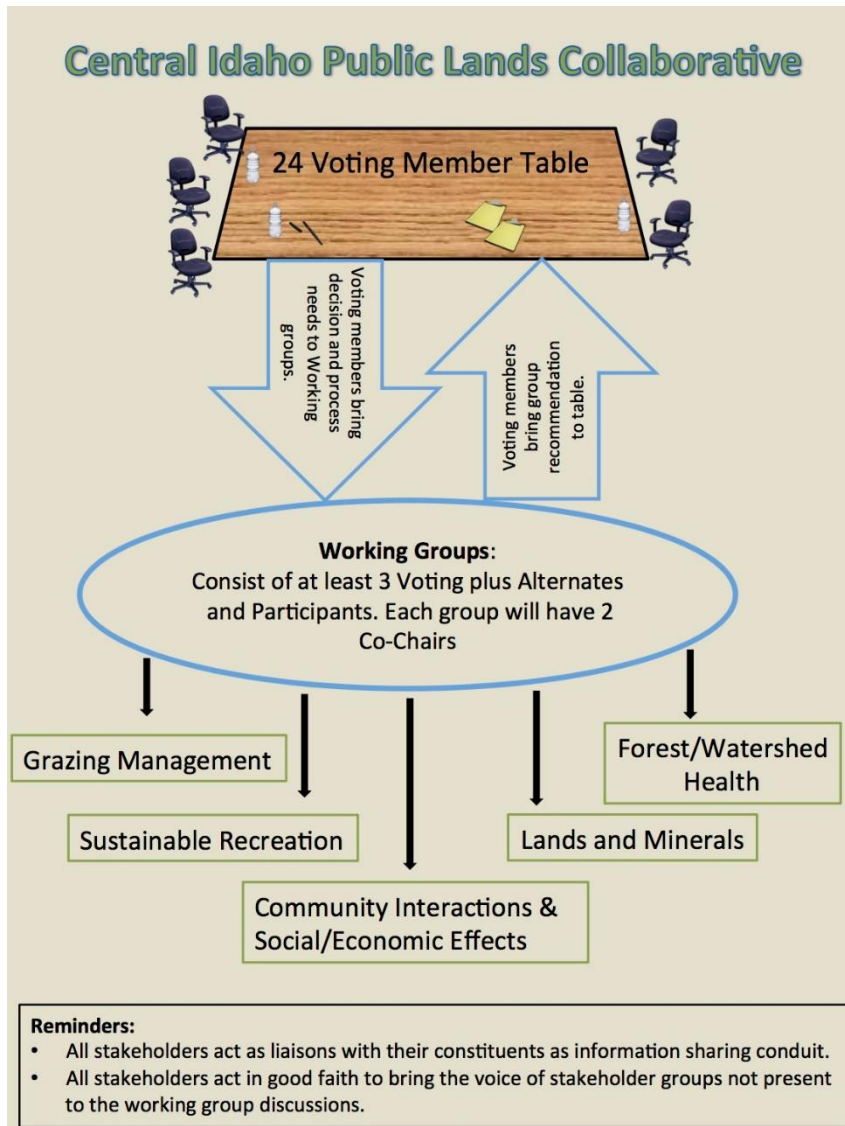 Central Idaho Public Lands Collaborative
24 Voting Member Table
Voting members bring
decision and process
needs to Working
groups.
Voting members
bring group
recommendation
to table.
Working Groups:
Consist of at least 3 Voting plus Alternates
and Participants. Each group will have 2
Co-Chairs
Grazing Management
Forest/Watershed
Health
Sustainable Recreation
Lands and Minerals
Community Interactions &
Social/Economic Effects
Reminders:
• All stakeholders act as liaisons with their constituents as information sharing conduit.
• All stakeholders act in good faith to bring the voice of stakeholder groups not present
to the working group discussions.